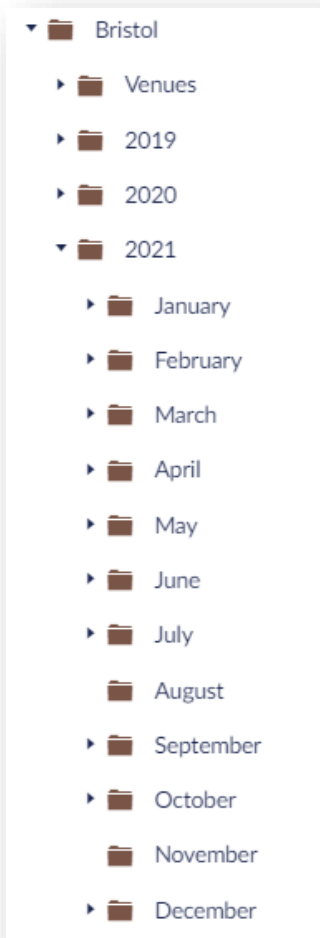 Bristol
Venues
2019
2020
2021
January
February
March
April
May
June
July
August
September
October
November
December